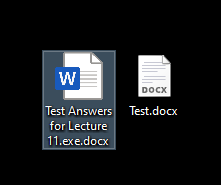 W
DOCX
Test Answers
for Lecture
11.exe.docx
Test.docx